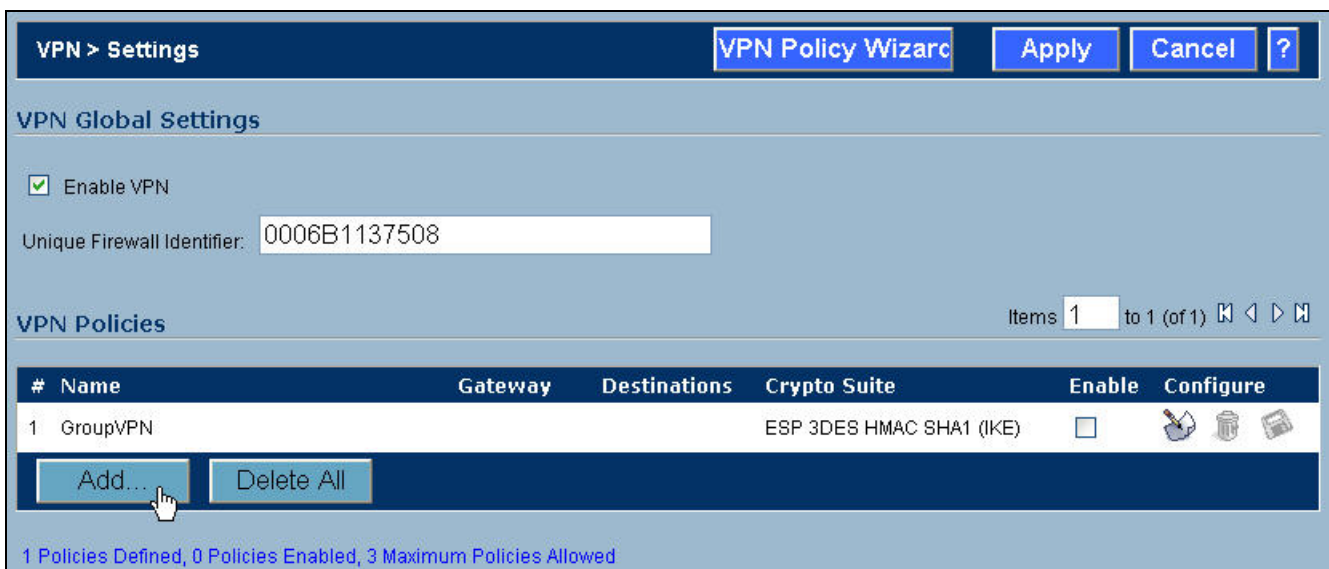 VPN > Settings VPN Policy Wizard Apply Cancel ?
VPN Global Settings
Enable VPN
Unique Firewall Identifier: 0006B1137508
VPN Policies Items 1 to 1 (of 1)
# Name Gateway Destinations Crypto Suite Enable Configure
1 GroupVPN ESP 3DES HMAC SHA1 (IKE)
Add... Delete All
1 Policies Defined, 0 Policies Enabled, 3 Maximum Policies Allowed